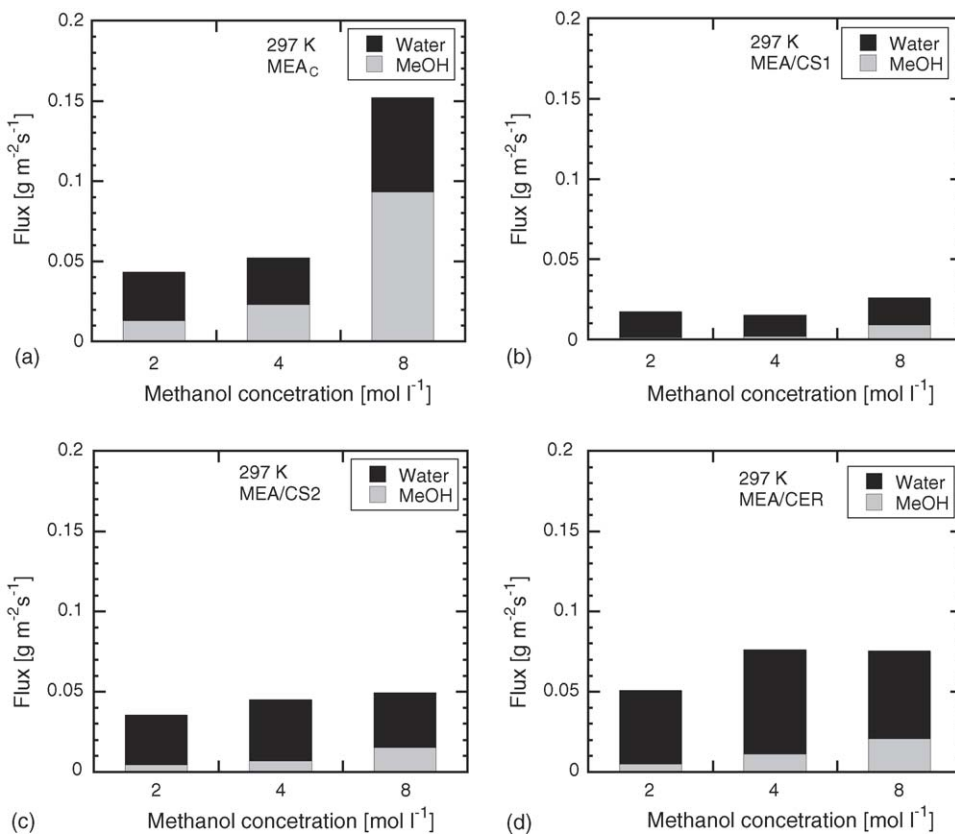 0.2
297 K
MEA_C
Water
MeOH
0.15
0.1
0.05
0
Flux [g m⁻²s⁻¹]
2 4 8
Methanol concetration [mol l⁻¹]
(a)
0.2
297 K
MEA/CS1
Water
MeOH
0.15
0.1
0.05
0
Flux [g m⁻²s⁻¹]
2 4 8
Methanol concetration [mol l⁻¹]
(b)
0.2
297 K
MEA/CS2
Water
MeOH
0.15
0.1
0.05
0
Flux [g m⁻²s⁻¹]
2 4 8
Methanol concetration [mol l⁻¹]
(c)
0.2
297 K
MEA/CER
Water
MeOH
0.15
0.1
0.05
0
Flux [g m⁻²s⁻¹]
2 4 8
Methanol concetration [mol l⁻¹]
(d)